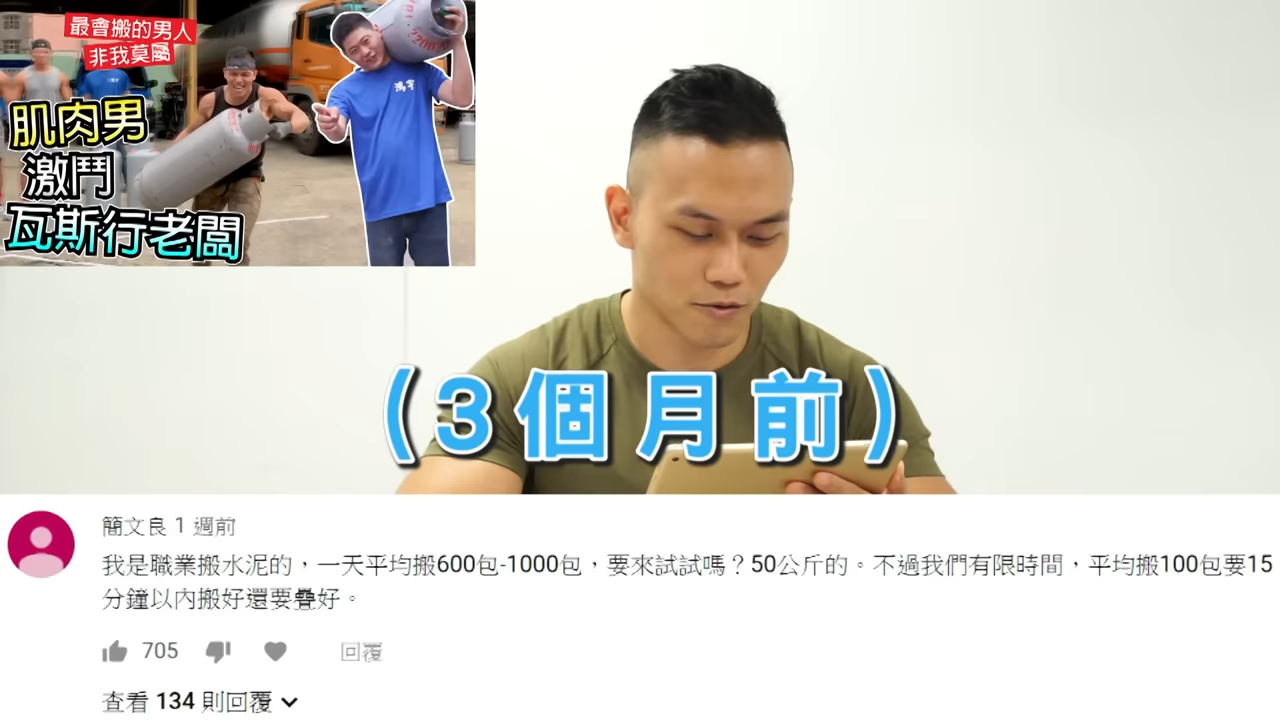 最會搬的男人
非我莫屬
肌肉男
激鬥
瓦斯行老闆
鴻宇
(3個月前)
簡文良 1 週前
我是職業搬水泥的，一天平均搬600包-1000包，要來試試嗎？50公斤的。不過我們有限時間，平均搬100包要15
分鐘以內搬好還要疊好。
705
回覆
查看 134 則回覆